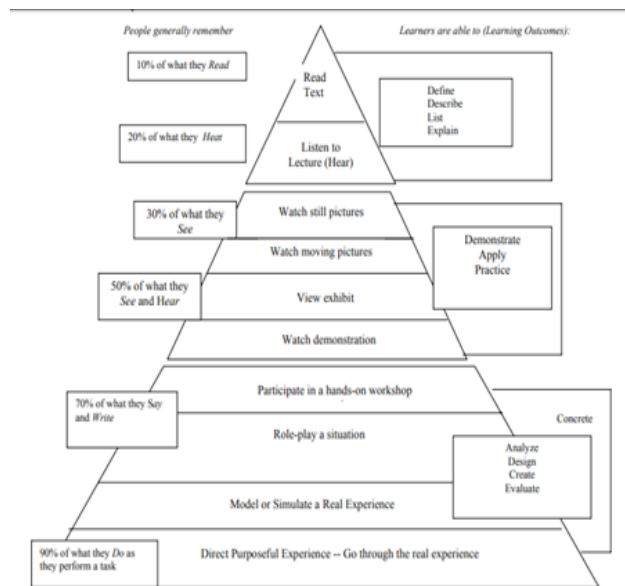 People generally remember
Learners are able to (Learning Outcomes):
10% of what they Read
Read
Text
Define
Describe
List
Explain
20% of what they Hear
Listen to
Lecture (Hear)
30% of what they
See
Watch still pictures
Watch moving pictures
Demonstrate
Apply
Practice
50% of what they
See and Hear
View exhibit
Watch demonstration
70% of what they Say
and Write
Participate in a hands-on workshop
Role-play a situation
Concrete
Analyze
Design
Create
Evaluate
Model or Simulate a Real Experience
90% of what they Do as
they perform a task
Direct Purposeful Experience -- Go through the real experience